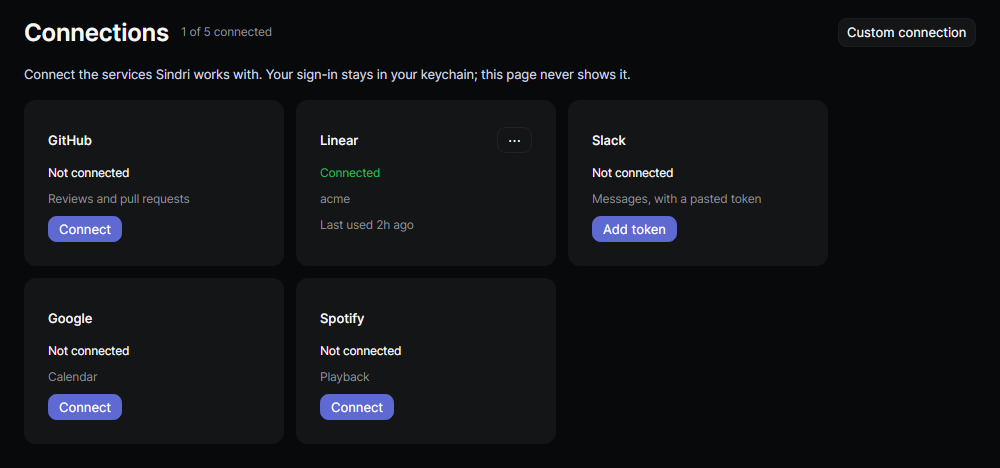 Connections 1 of 5 connected
Custom connection
Connect the services Sindri works with. Your sign-in stays in your keychain; this page never shows it.
GitHub
Not connected
Reviews and pull requests
Connect
Linear
...
Connected
acme
Last used 2h ago
Slack
Not connected
Messages, with a pasted token
Add token
Google
Not connected
Calendar
Connect
Spotify
Not connected
Playback
Connect